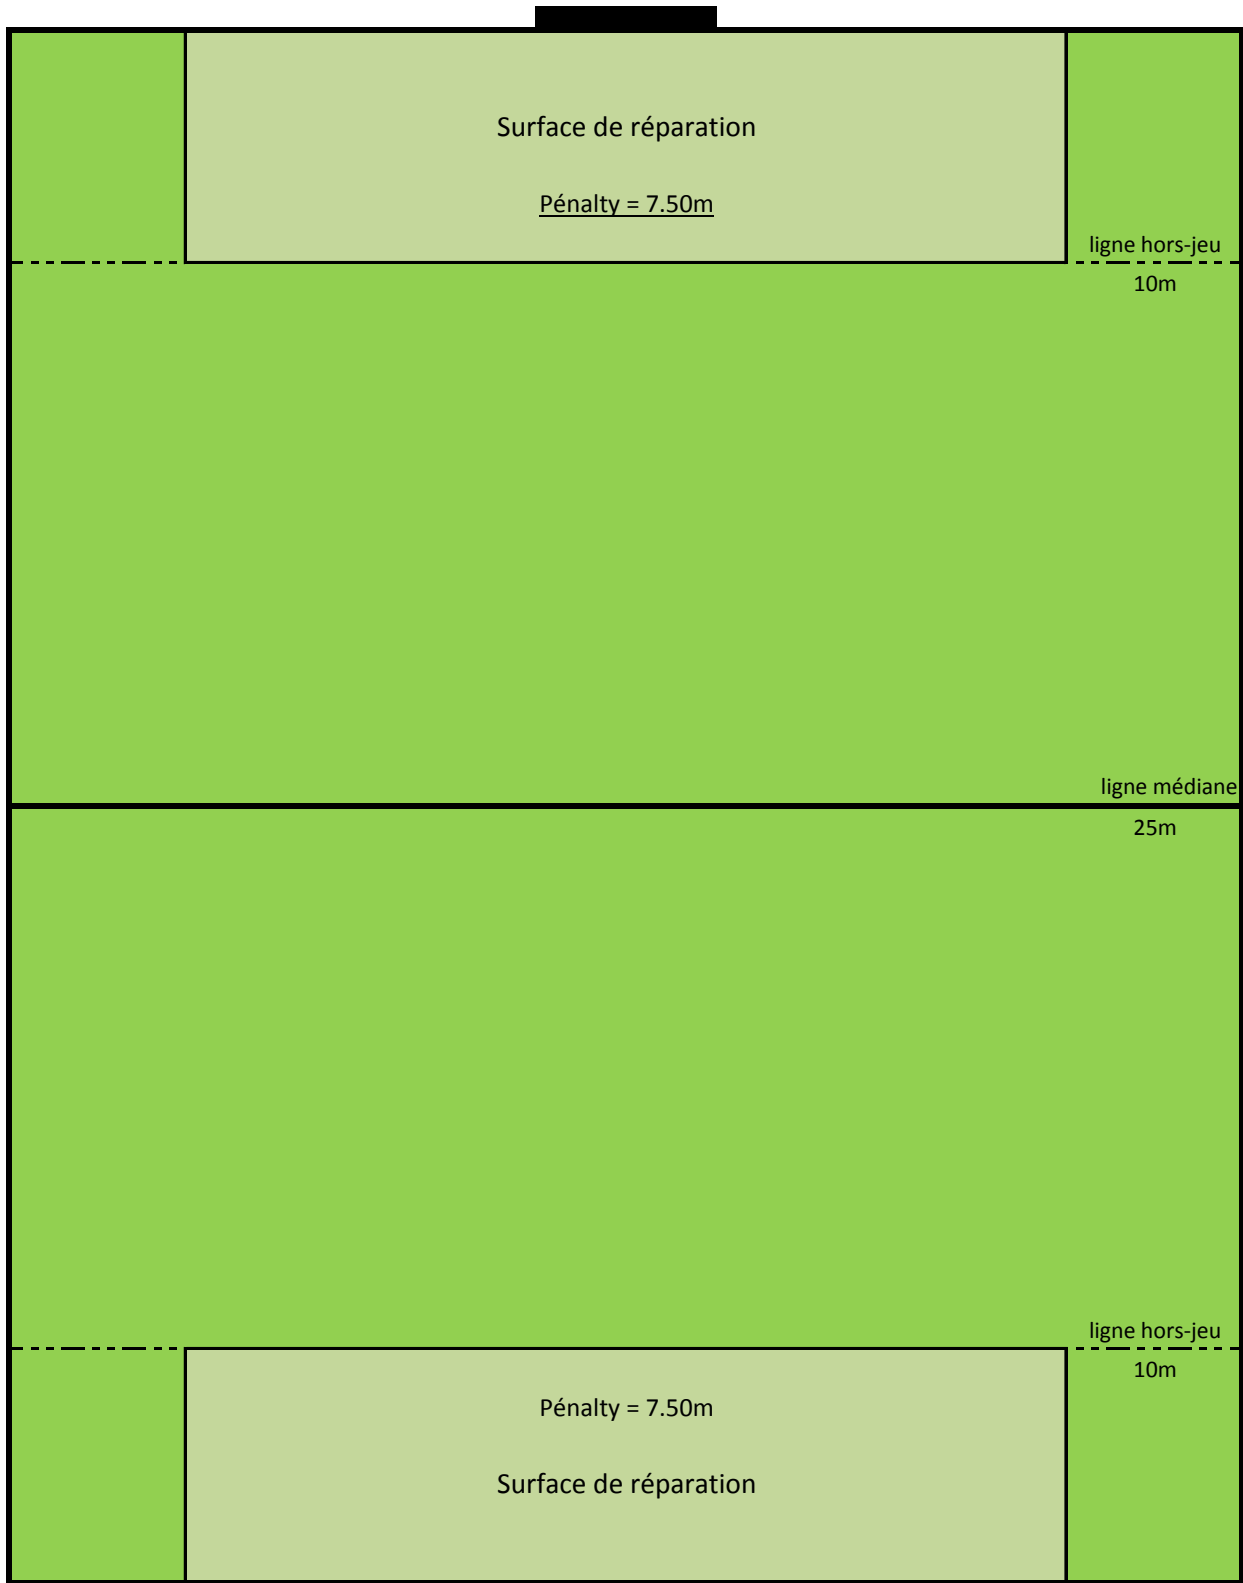 Surface de réparation
Pénalty = 7.50m
ligne hors-jeu
10m
ligne médiane
25m
ligne hors-jeu
10m
Pénalty = 7.50m
Surface de réparation